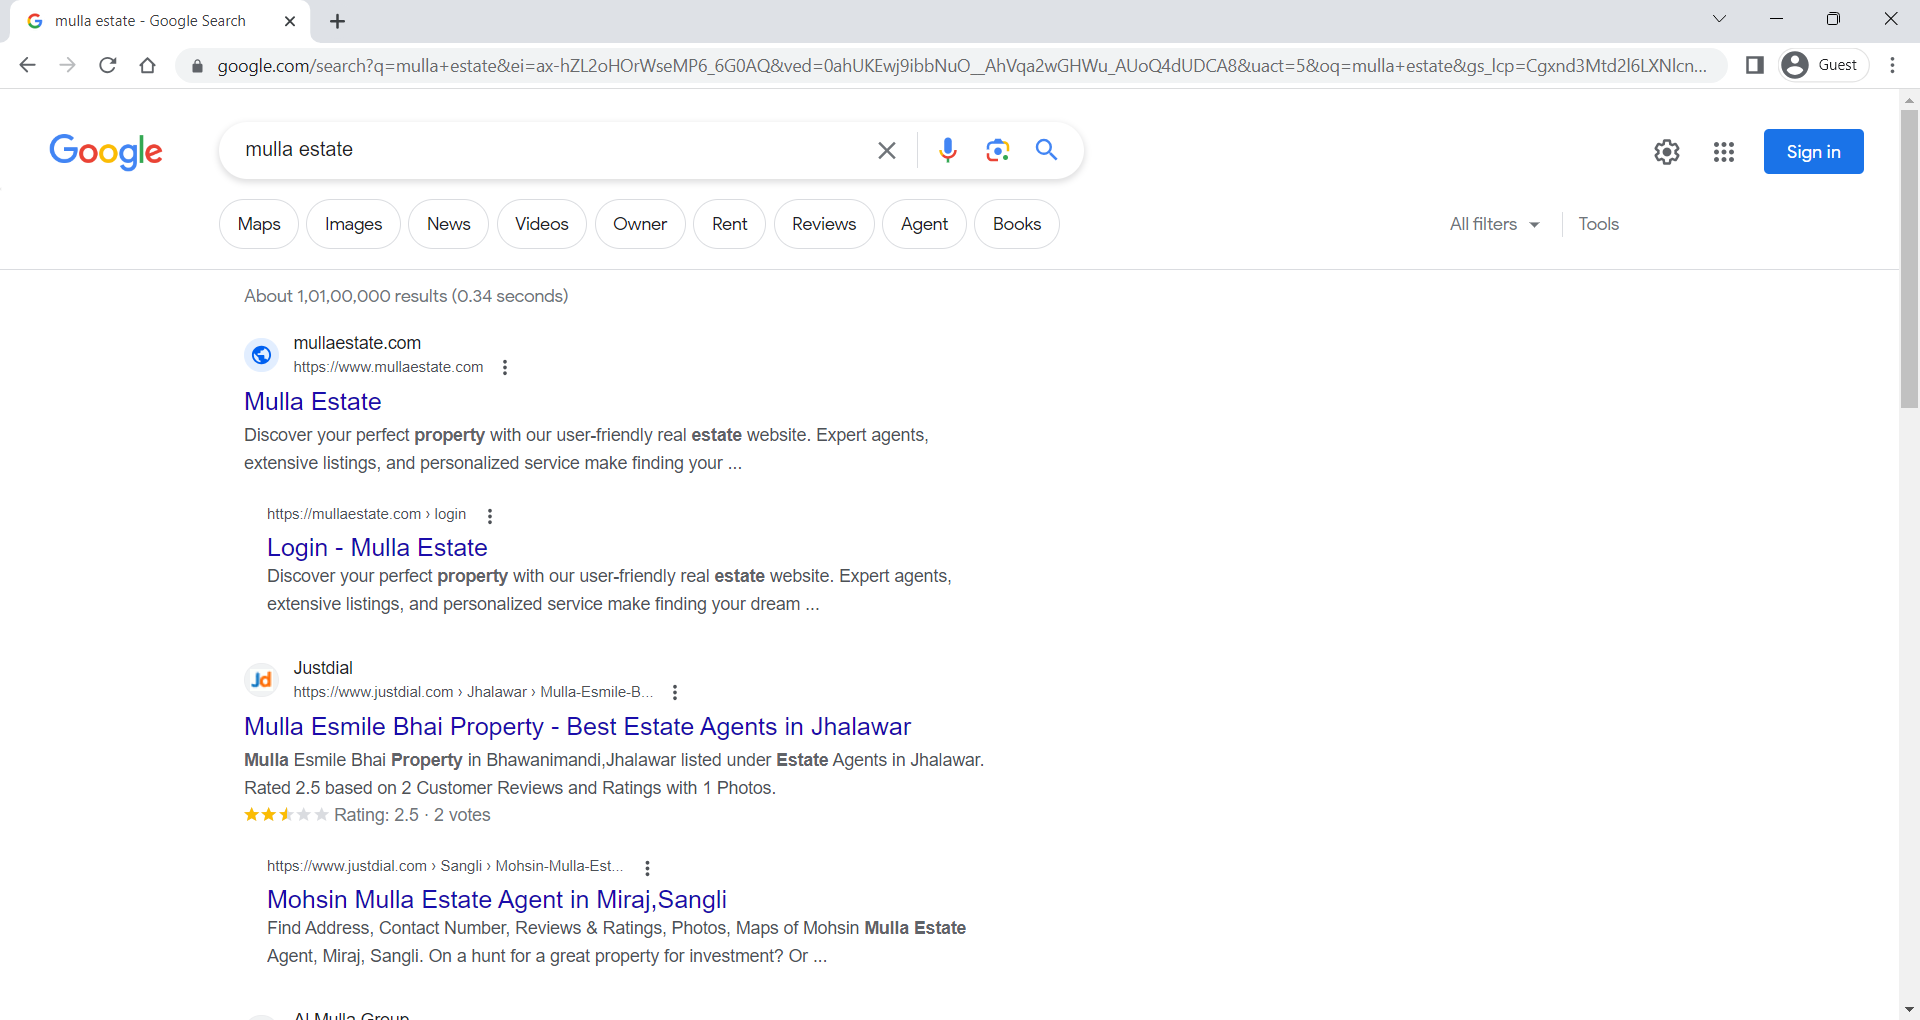 mulla estate - Google Search
google.com/search?q=mulla+estate&ei=ax-hZL2oHOrWseMP6_6G0AQ&ved=0ahUKEwj9ibbNuO__AhVqa2wGHWu_AUoQ4dUDCA8&uact=5&oq=mulla+estate&gs_lcp=Cgxnd3Mtd2l6LXNlcn...
Guest
Google
mulla estate
Sign in
Maps Images News Videos Owner Rent Reviews Agent Books All filters Tools
About 1,01,00,000 results (0.34 seconds)
mullaestate.com
https://www.mullaestate.com
Mulla Estate
Discover your perfect property with our user-friendly real estate website. Expert agents,
extensive listings, and personalized service make finding your ...
https://mullaestate.com › login
Login - Mulla Estate
Discover your perfect property with our user-friendly real estate website. Expert agents,
extensive listings, and personalized service make finding your dream ...
Jd
Justdial
https://www.justdial.com › Jhalawar › Mulla-Esmile-B...
Mulla Esmile Bhai Property - Best Estate Agents in Jhalawar
Mulla Esmile Bhai Property in Bhawanimandi,Jhalawar listed under Estate Agents in Jhalawar.
Rated 2.5 based on 2 Customer Reviews and Ratings with 1 Photos.
Rating: 2.5 · 2 votes
https://www.justdial.com › Sangli › Mohsin-Mulla-Est...
Mohsin Mulla Estate Agent in Miraj,Sangli
Find Address, Contact Number, Reviews & Ratings, Photos, Maps of Mohsin Mulla Estate
Agent, Miraj, Sangli. On a hunt for a great property for investment? Or ...
Al Mulla Group